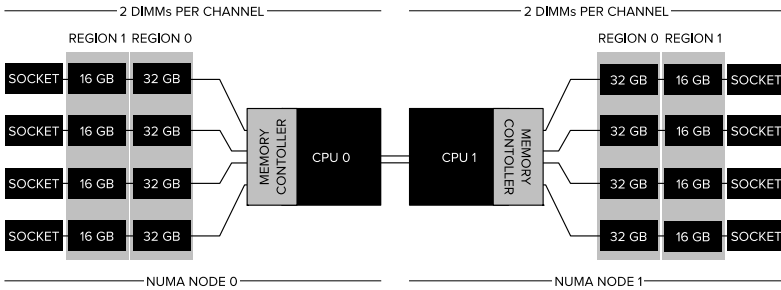 2 DIMMs PER CHANNEL 2 DIMMs PER CHANNEL
REGION 1 REGION 0 REGION 0 REGION 1
SOCKET 16 GB 32 GB 32 GB 16 GB SOCKET
SOCKET 16 GB 32 GB 32 GB 16 GB SOCKET
MEMORY
CONTOLLER
CPU 0
CPU 1
MEMORY
CONTOLLER
SOCKET 16 GB 32 GB 32 GB 16 GB SOCKET
SOCKET 16 GB 32 GB 32 GB 16 GB SOCKET
NUMA NODE 0 NUMA NODE 1